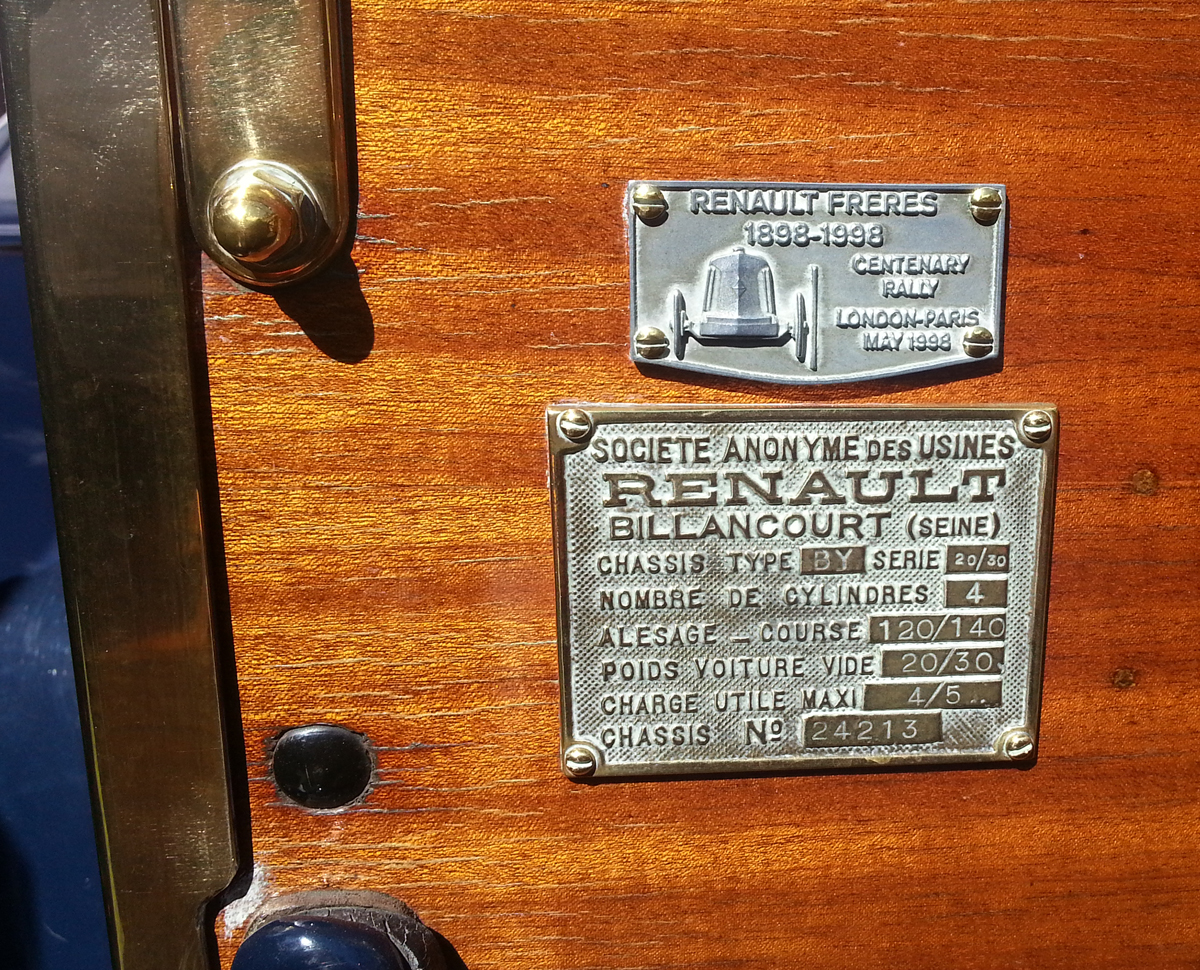 RENAULT FRERES
1898-1998
CENTENARY
RALLY
LONDON-PARIS
MAY 1998
SOCIETE ANONYME DES USINES
RENAULT
BILLANCOURT (SEINE)
CHASSIS TYPE BY SERIE 20/30
NOMBRE DE CYLINDRES 4
ALESAGE - COURSE 120/140
POIDS VOITURE VIDE 20/30.
CHARGE UTILE MAXI 4/5..
CHASSIS Nº 24213